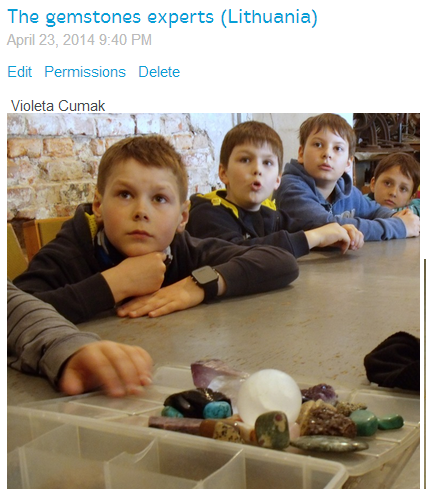 The gemstones experts (Lithuania)
April 23, 2014 9:40 PM
Edit Permissions Delete
Violeta Cumak